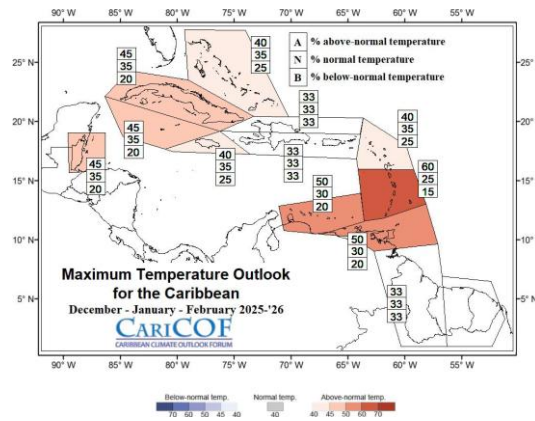 A % above-normal temperature
N % normal temperature
B % below-normal temperature
25°N
20°N
15°N
10°N
5°N
45
35
20
40
35
25
33
33
33
40
35
25
45
35
20
45
35
20
40
35
25
33
33
33
60
25
15
50
30
20
50
30
20
33
33
33
Maximum Temperature Outlook
for the Caribbean
December - January - February 2025-'26
CARICOF
CARIBBEAN CLIMATE OUTLOOK FORUM
90°W 85°W 80°W 75°W 70°W 65°W 60°W 55°W
Below-normal temp. Normal temp. Above-normal temp.
70 60 50 45 40 40 40 45 50 60 70